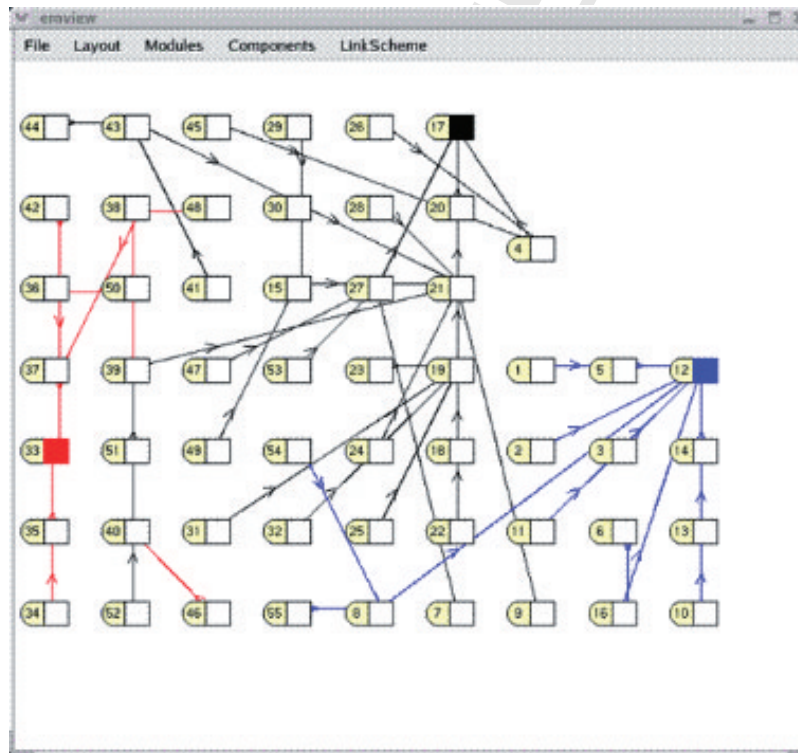 eroview
File Layout Modules Components LinkScheme
44 43 45 29 26 17
42 38 48 30 28 20
4
36 50 41 15 27 21
37 39 47 53 23 19 1 5 12
33 51 49 54 24 18 2 3 14
35 40 31 32 25 22 11 6 13
34 52 46 55 8 7 9 16 10